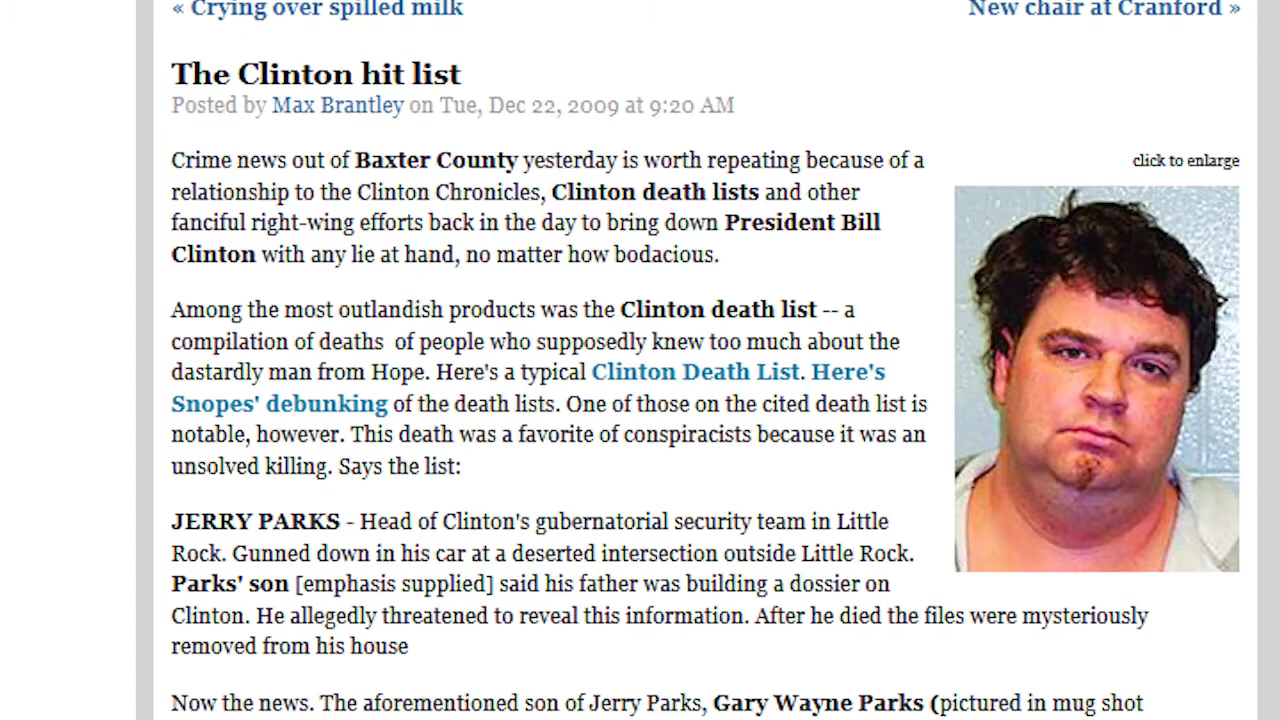 « Crying over spilled milk
New chair at Cranford »
The Clinton hit list
Posted by Max Brantley on Tue, Dec 22, 2009 at 9:20 AM
Crime news out of Baxter County yesterday is worth repeating because of a
click to enlarge
relationship to the Clinton Chronicles, Clinton death lists and other
fanciful right-wing efforts back in the day to bring down President Bill
Clinton with any lie at hand, no matter how bodacious.
Among the most outlandish products was the Clinton death list -- a
compilation of deaths of people who supposedly knew too much about the
dastardly man from Hope. Here's a typical Clinton Death List. Here's
Snopes' debunking of the death lists. One of those on the cited death list is
notable, however. This death was a favorite of conspiracists because it was an
unsolved killing. Says the list:
JERRY PARKS - Head of Clinton's gubernatorial security team in Little
Rock. Gunned down in his car at a deserted intersection outside Little Rock.
Parks' son [emphasis supplied] said his father was building a dossier on
Clinton. He allegedly threatened to reveal this information. After he died the files were mysteriously
removed from his house
Now the news. The aforementioned son of Jerry Parks, Gary Wayne Parks (pictured in mug shot